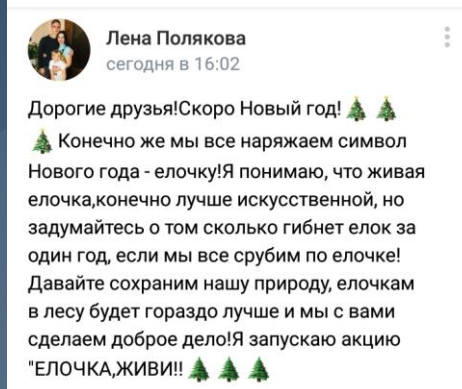 Лена Полякова
сегодня в 16:02
Дорогие друзья!Скоро Новый год! 🎄 🎄
🎄 Конечно же мы все наряжаем символ
Нового года - елочку!Я понимаю, что живая
елочка,конечно лучше искусственной, но
задумайтесь о том сколько гибнет елок за
один год, если мы все срубим по елочке!
Давайте сохраним нашу природу, елочкам
в лесу будет гораздо лучше и мы с вами
сделаем доброе дело!Я запускаю акцию
"ЕЛОЧКА,ЖИВИ!! 🎄 🎄 🎄